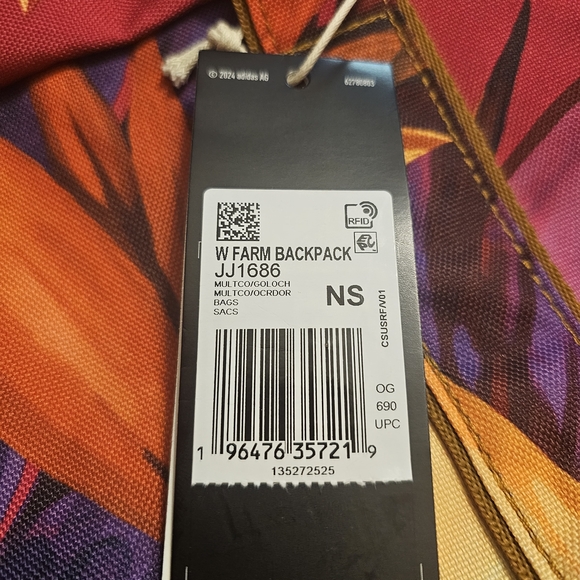 © 2024 adidas AG
62780883
RFID
W FARM BACKPACK
JJ1686
MULTCO/GOLOCH
MULTCO/OCRDOR
BAGS
SACS
NS
CSUSRF/V01
OG
690
UPC
1 96476 35721 9
135272525